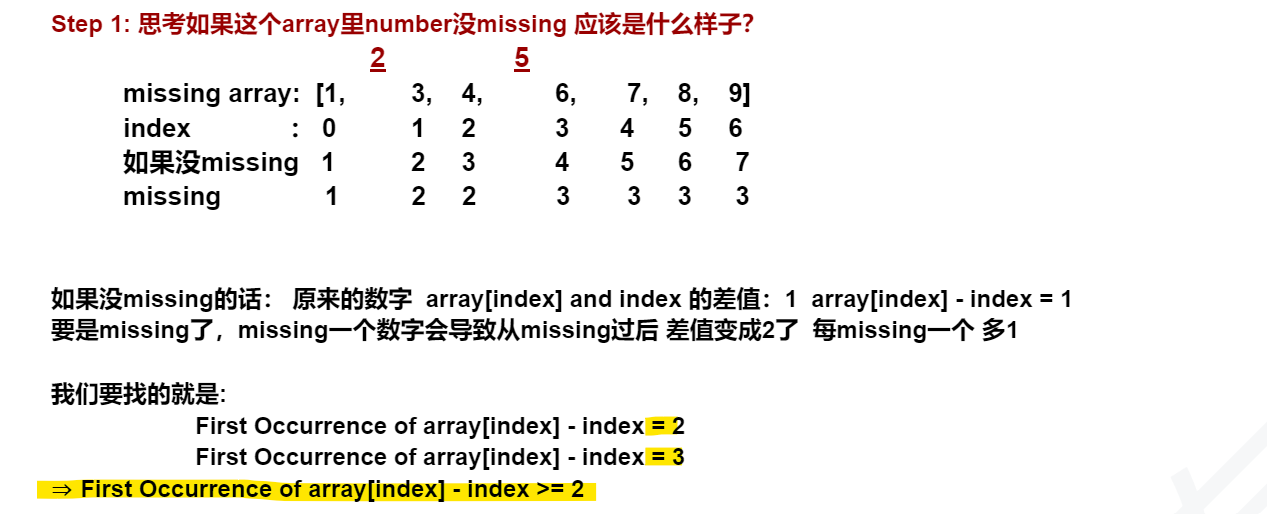 Step 1: 思考如果这个array里number没missing 应该是什么样子？
2 5
missing array: [1, 3, 4, 6, 7, 8, 9]
index : 0 1 2 3 4 5 6
如果没missing 1 2 3 4 5 6 7
missing 1 2 2 3 3 3 3
如果没missing的话： 原来的数字 array[index] and index 的差值：1 array[index] - index = 1
要是missing了，missing一个数字会导致从missing过后 差值变成2了 每missing一个 多1
我们要找的就是:
First Occurrence of array[index] - index = 2
First Occurrence of array[index] - index = 3
⇒ First Occurrence of array[index] - index >= 2